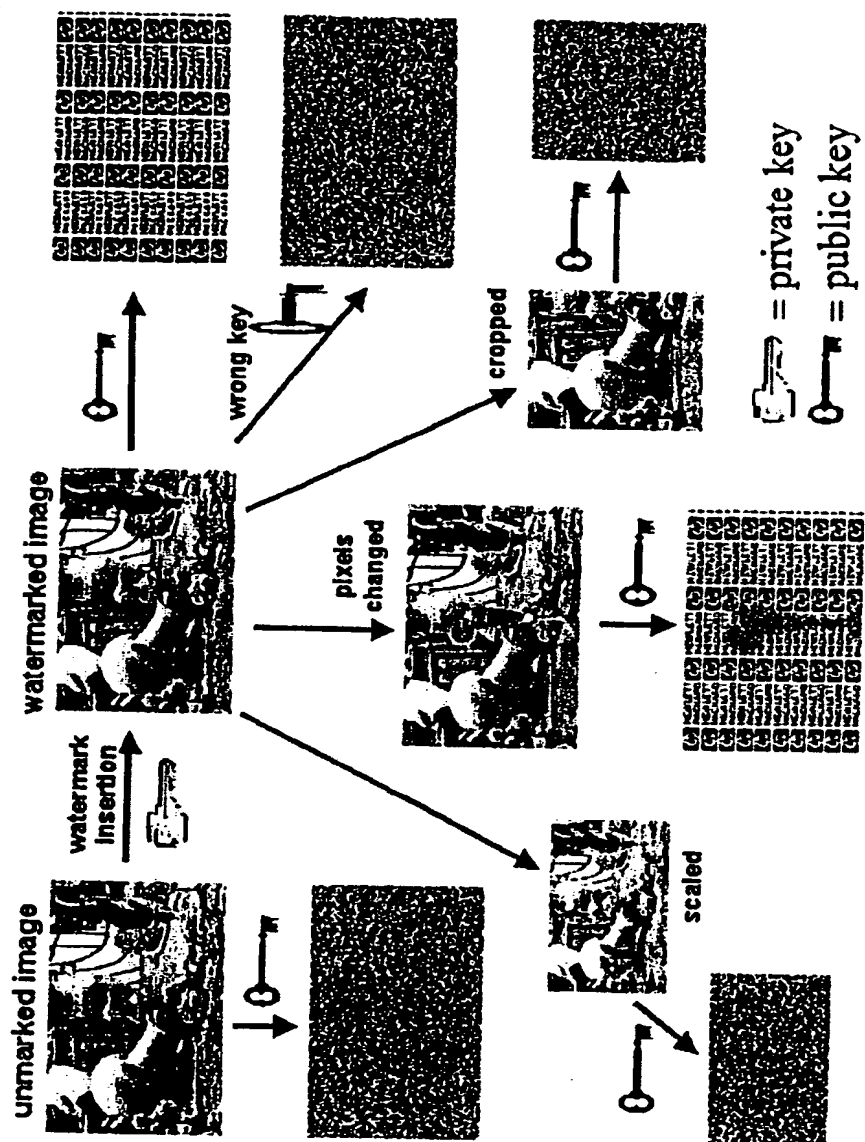 unmarked image
watermark
insertion
watermarked image
wrong key
pixels
changed
cropped
scaled
= private key
= public key